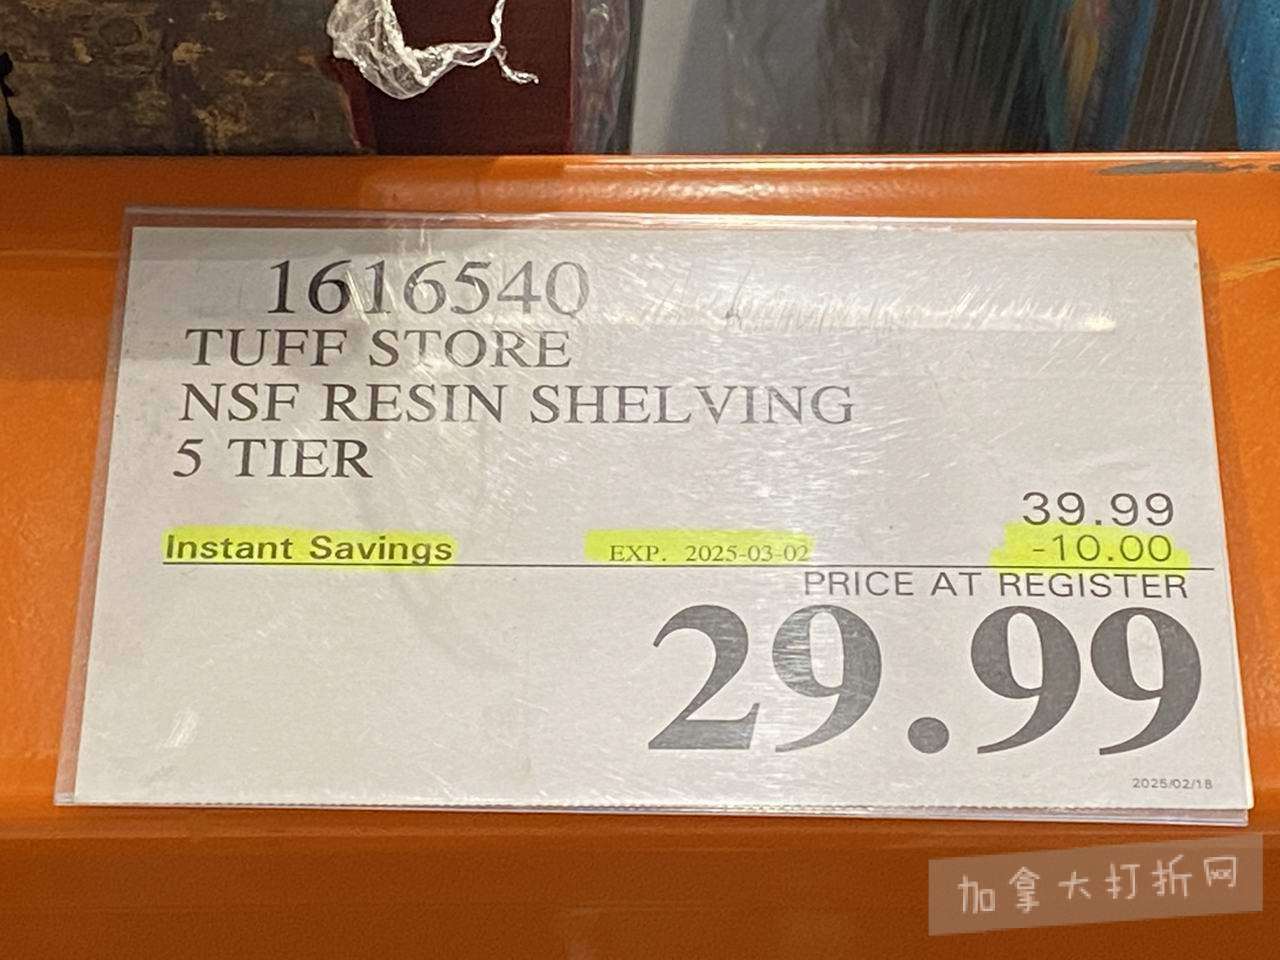 1616540
TUFF STORE
NSF RESIN SHELVING
5 TIER
39.99
Instant Savings EXP. 2025-03-02 -10.00
PRICE AT REGISTER
29.99
2025/02/18
加拿大打折网